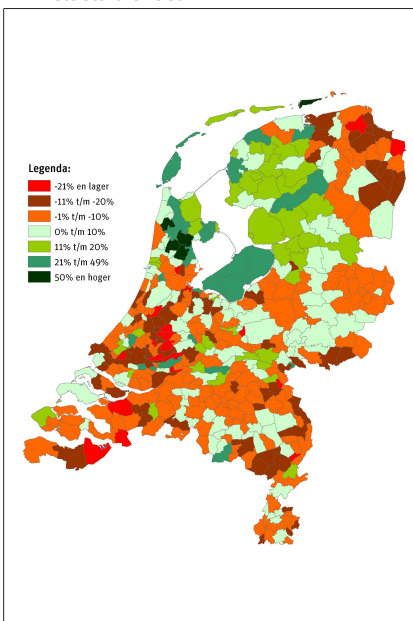 Legenda:
-21% en lager
-11% t/m -20%
-1% t/m -10%
0% t/m 10%
11% t/m 20%
21% t/m 49%
50% en hoger